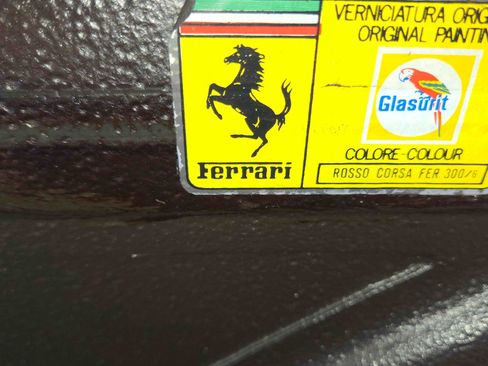 VERNICIATURA ORIG
ORIGINAL PAINTIN
Glasurit
Ferrari
COLORE-COLOUR
ROSSO CORSA FER 300/6